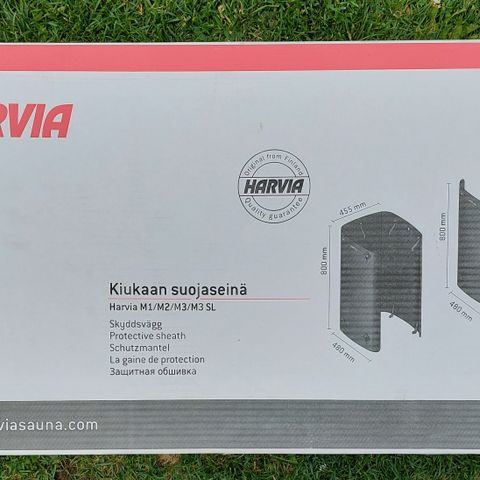 RVIA
Original from Finland
HARVIA
Quality guarantee
455 mm
800 mm
480 mm
800 mm
480 mm
Kiukaan suojaseinä
Harvia M1/M2/M3/M3 SL
Skyddsvägg
Protective sheath
Schutzmantel
La gaine de protection
Защитная обшивка
viasauna.com